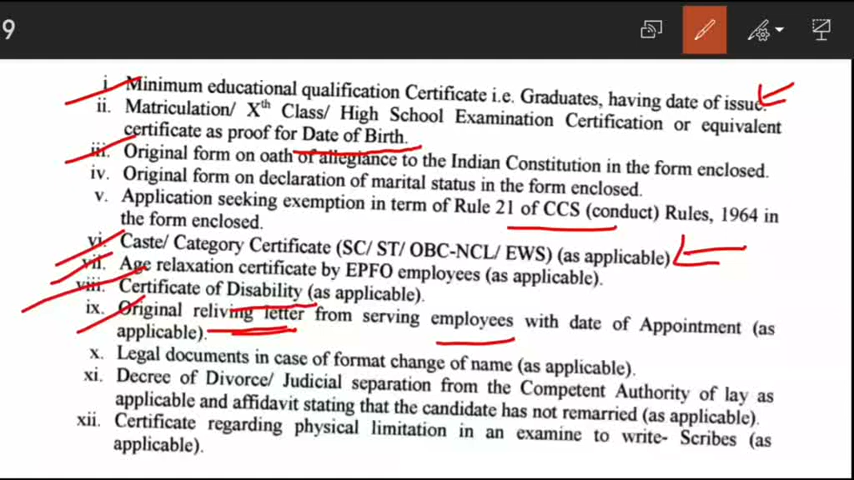 9
i. Minimum educational qualification Certificate i.e. Graduates, having date of issue.
ii. Matriculation/ Xth Class/ High School Examination Certification or equivalent
certificate as proof for Date of Birth.
iii. Original form on oath of allegiance to the Indian Constitution in the form enclosed.
iv. Original form on declaration of marital status in the form enclosed.
v. Application seeking exemption in term of Rule 21 of CCS (conduct) Rules, 1964 in
the form enclosed.
vi. Caste/ Category Certificate (SC/ ST/ OBC-NCL/ EWS) (as applicable)
vii. Age relaxation certificate by EPFO employees (as applicable).
viii. Certificate of Disability (as applicable).
ix. Original reliving letter from serving employees with date of Appointment (as
applicable).
x. Legal documents in case of format change of name (as applicable).
xi. Decree of Divorce/ Judicial separation from the Competent Authority of lay as
applicable and affidavit stating that the candidate has not remarried (as applicable).
xii. Certificate regarding physical limitation in an examine to write- Scribes (as
applicable).